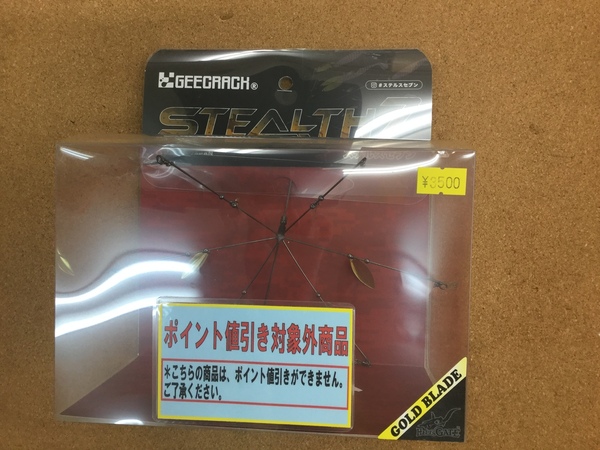 GEECRACK®
#ステルスセブン
STEALTH 7
¥3500
ポイント値引き対象外商品
*こちらの商品は、ポイント値引きができません。
ご了承ください。
GOLD BLADE